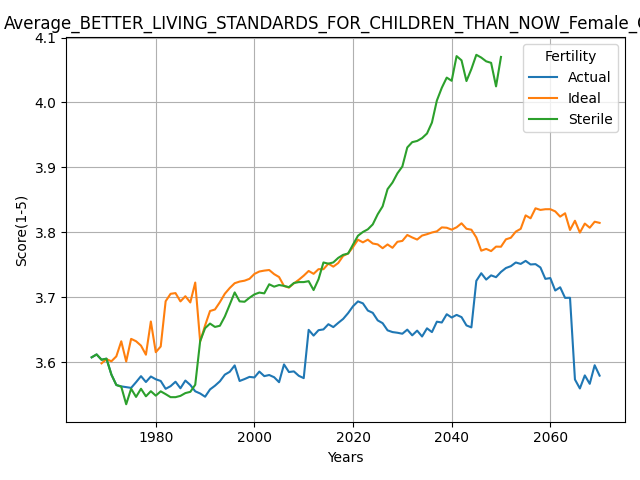 Average_BETTER_LIVING_STANDARDS_FOR_CHILDREN_THAN_NOW_Female_
4.1
4.0
3.9
3.8
3.7
3.6
Score(1-5)
Fertility
Actual
Ideal
Sterile
1980
2000
2020
2040
2060
Years